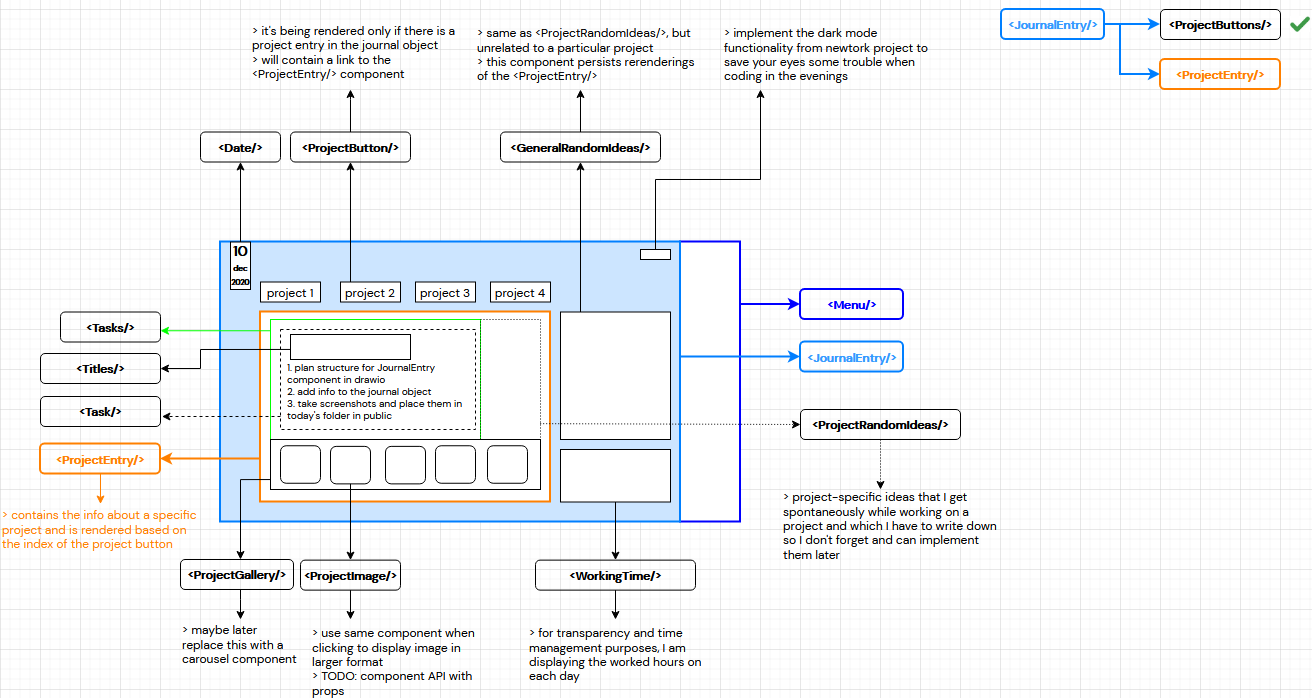 > it's being rendered only if there is a
project entry in the journal object
> will contain a link to the
<ProjectEntry/> component
> same as <ProjectRandomIdeas/>, but
unrelated to a particular project
> this component persists rerenderings
of the <ProjectEntry/>
> implement the dark mode
functionality from newtork project to
save your eyes some trouble when
coding in the evenings
<JournalEntry/>
<ProjectButtons/>
<ProjectEntry/>
<Date/>
<ProjectButton/>
<GeneralRandomIdeas/>
10
dec
2020
project 1
project 2
project 3
project 4
<Menu/>
<JournalEntry/>
<Tasks/>
<Titles/>
<Task/>
<ProjectEntry/>
1. plan structure for JournalEntry
component in drawio
2. add info to the journal object
3. take screenshots and place them in
today's folder in public
<ProjectRandomIdeas/>
> contains the info about a specific
project and is rendered based on
the index of the project button
> project-specific ideas that I get
spontaneously while working on a
project and which I have to write down
so I don't forget and can implement
them later
<ProjectGallery/>
<ProjectImage/>
<WorkingTime/>
> maybe later
replace this with a
carousel component
> use same component when
clicking to display image in
larger format
> TODO: component API with
props
> for transparency and time
management purposes, I am
displaying the worked hours on
each day